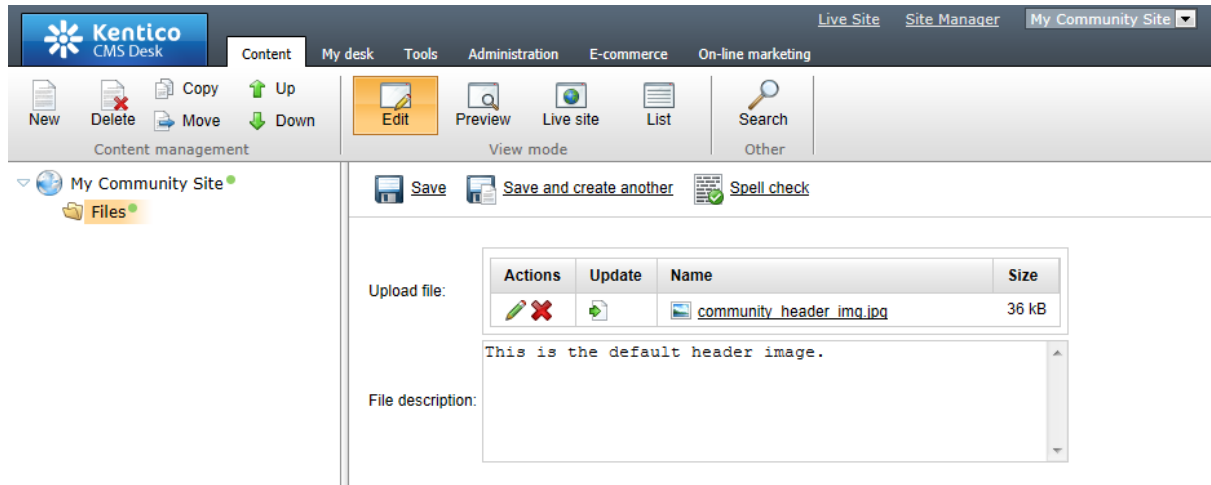 Live Site Site Manager My Community Site
Kentico
CMS Desk
Content My desk Tools Administration E-commerce On-line marketing
New Delete Copy Move Up Down
Content management
Edit Preview Live site List
View mode
Search
Other
My Community Site
Files
Save Save and create another Spell check
Upload file:
Actions Update Name Size
community_header_img.jpg 36 kB
This is the default header image.
File description: